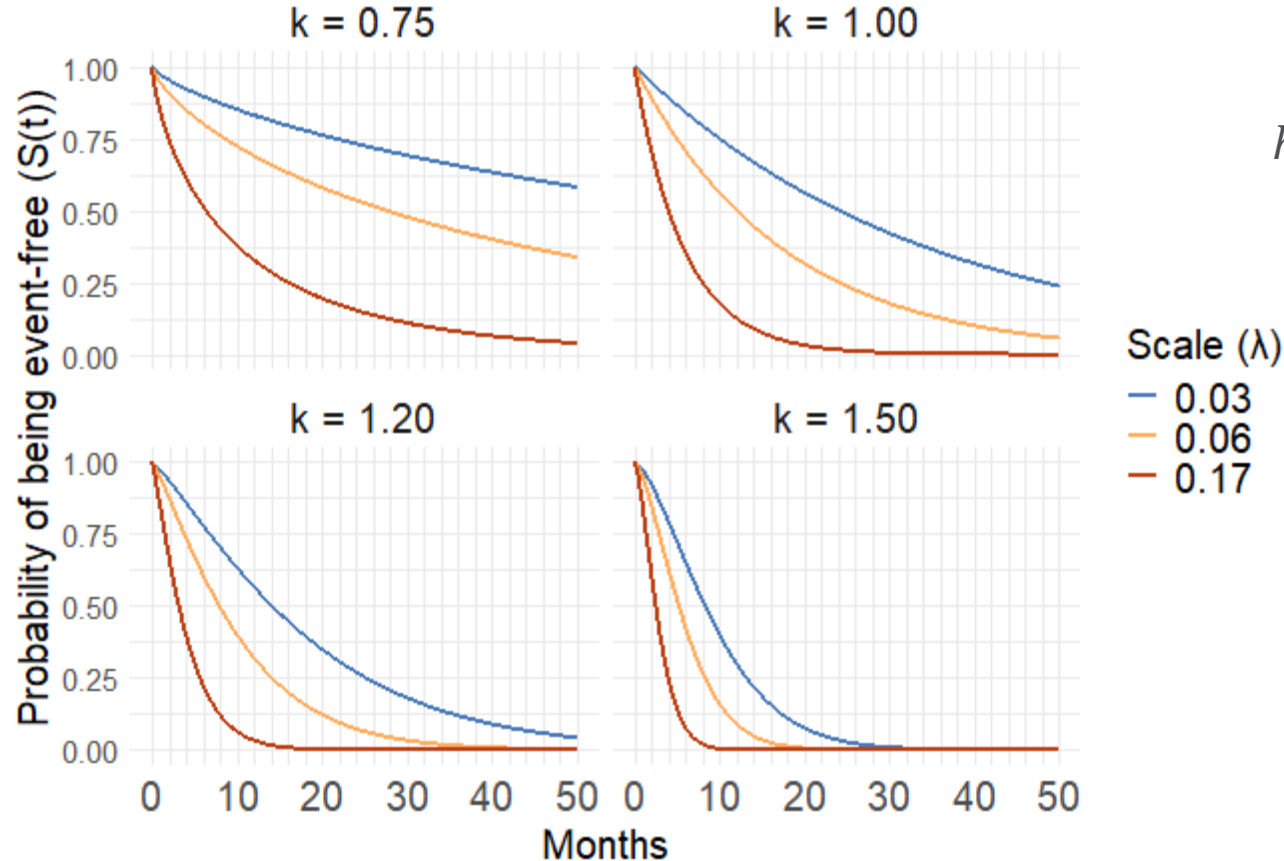 k = 0.75
k = 1.00
1.00
0.75
0.50
0.25
0.00
k = 1.20
k = 1.50
1.00
0.75
0.50
0.25
0.00
0 10 20 30 40 50 0 10 20 30 40 50
Months
Probability of being event-free (S(t))
Scale (λ)
0.03
0.06
0.17